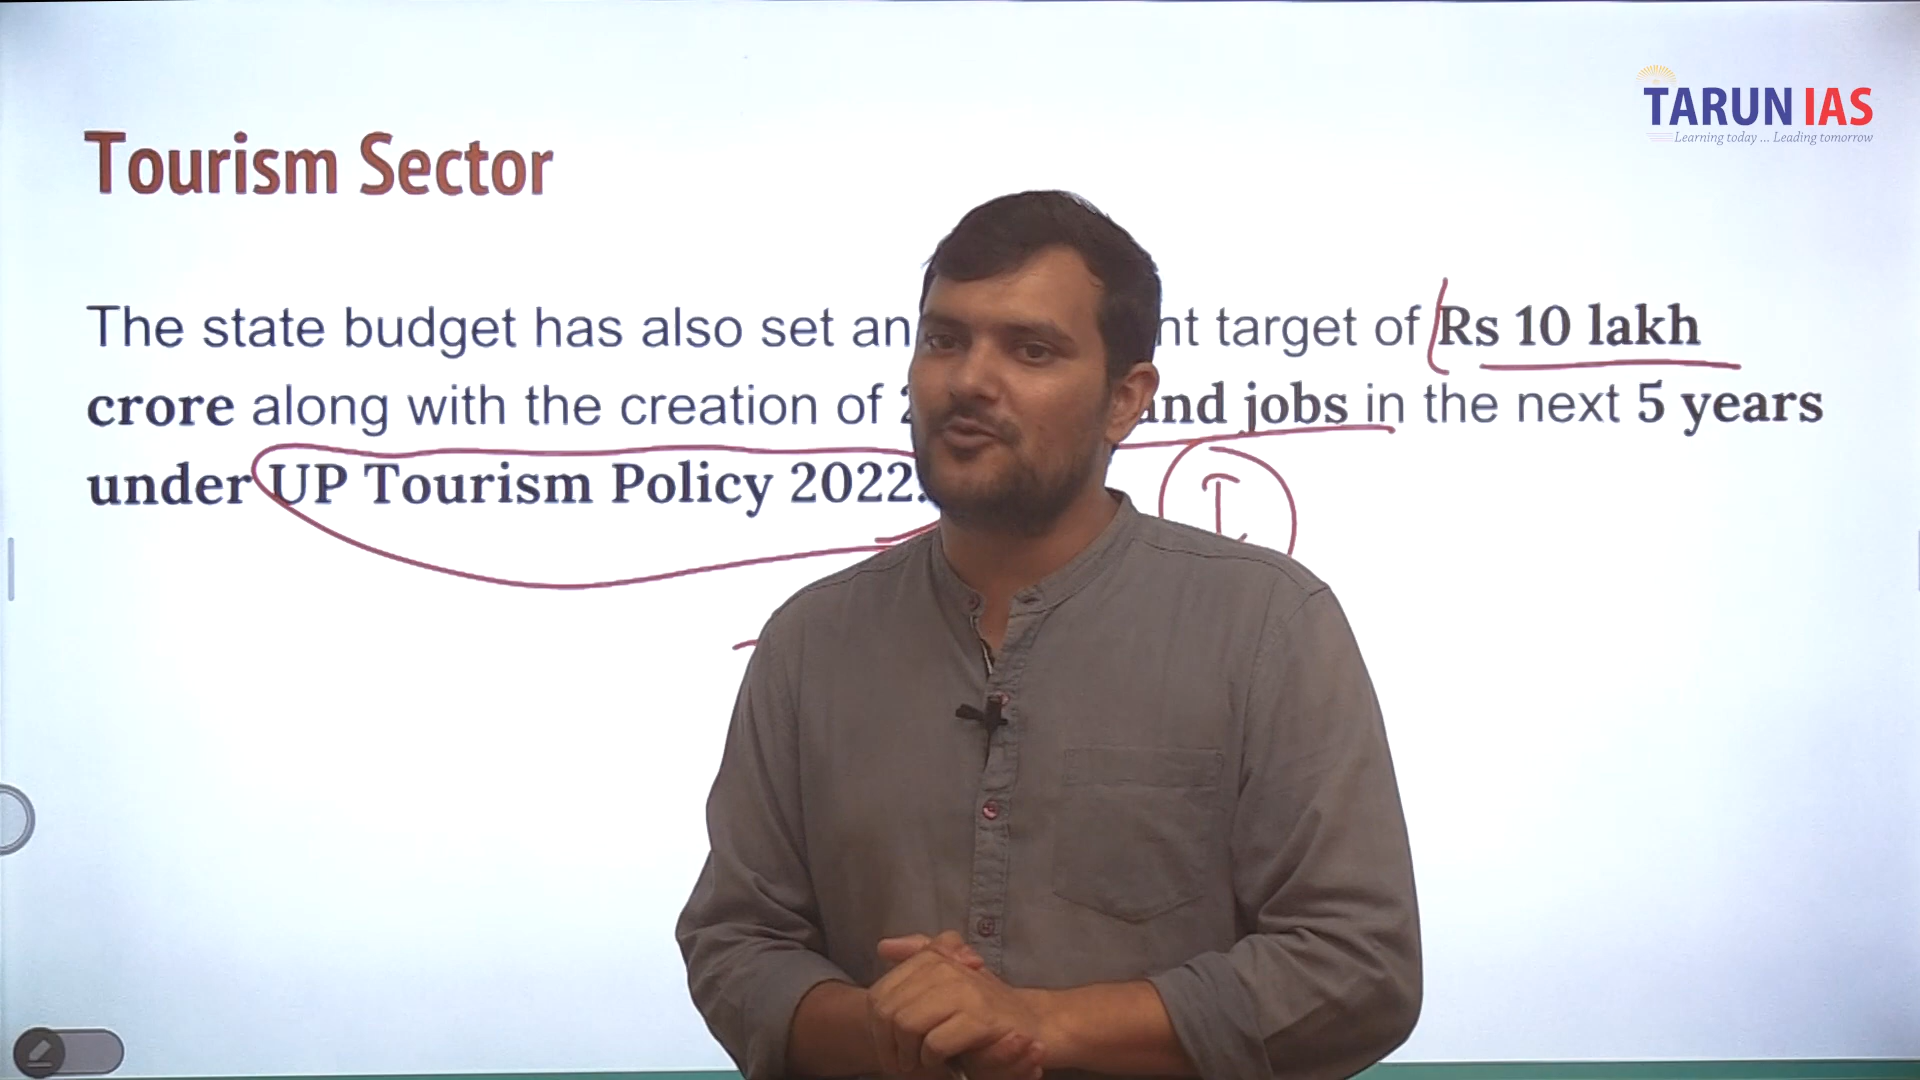 TARUN IAS
Learning today ... Leading tomorrow
Tourism Sector
The state budget has also set an nt target of Rs 10 lakh
crore along with the creation of and jobs in the next 5 years
under UP Tourism Policy 2022.
I